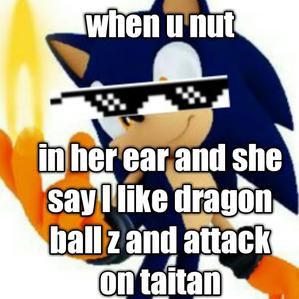 when u nut
in her ear and she
say I like dragon
ball z and attack
on taitan